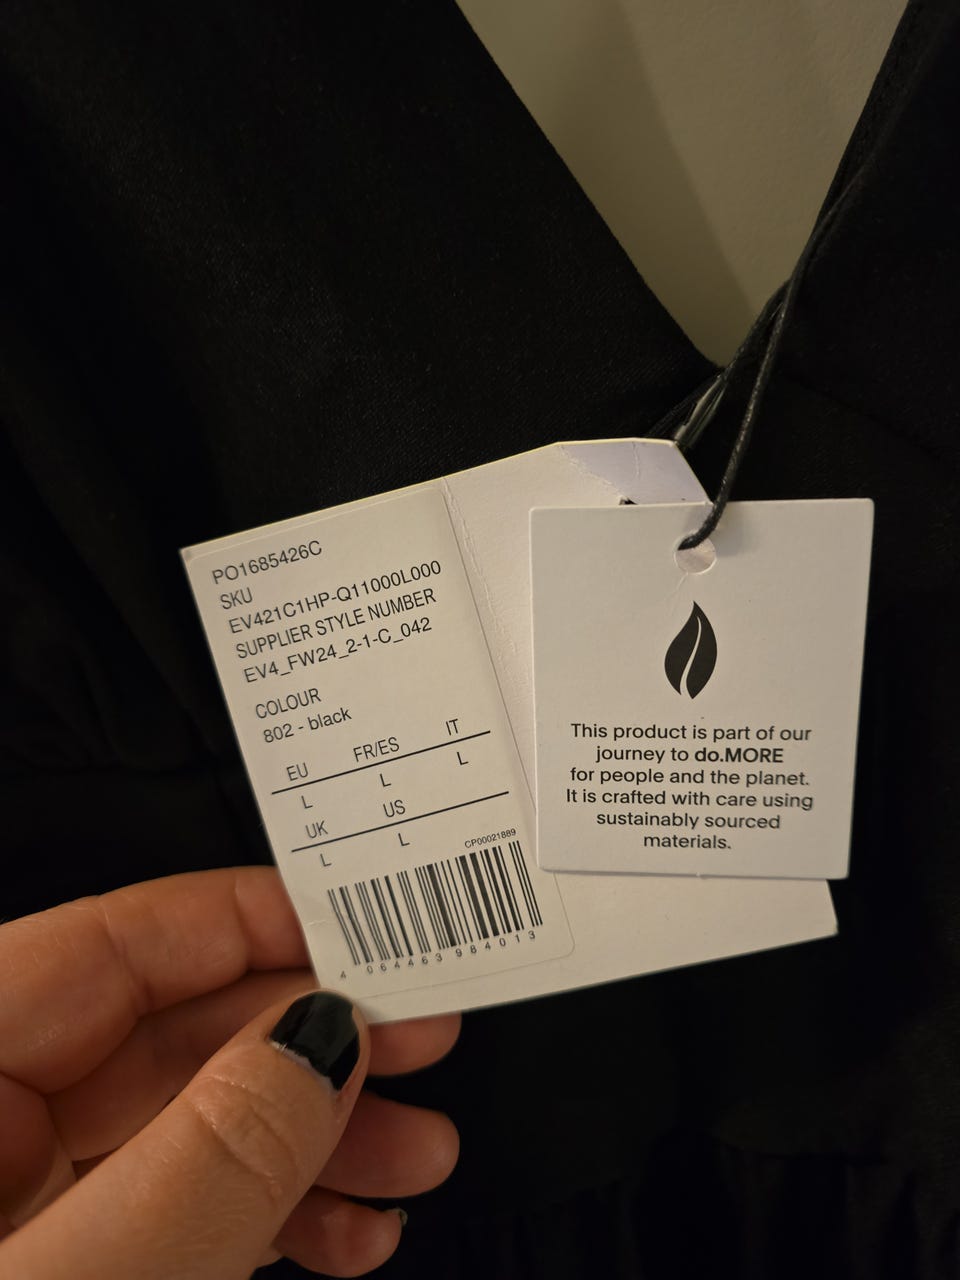 PO1685426C
SKU
EV421C1HP-Q11000L000
SUPPLIER STYLE NUMBER
EV4_FW24_2-1-C_042
COLOUR
802 - black
EU FR/ES IT
L L L
UK US
L L
CP00021889
4 064463 984013
This product is part of our
journey to do.MORE
for people and the planet.
It is crafted with care using
sustainably sourced
materials.